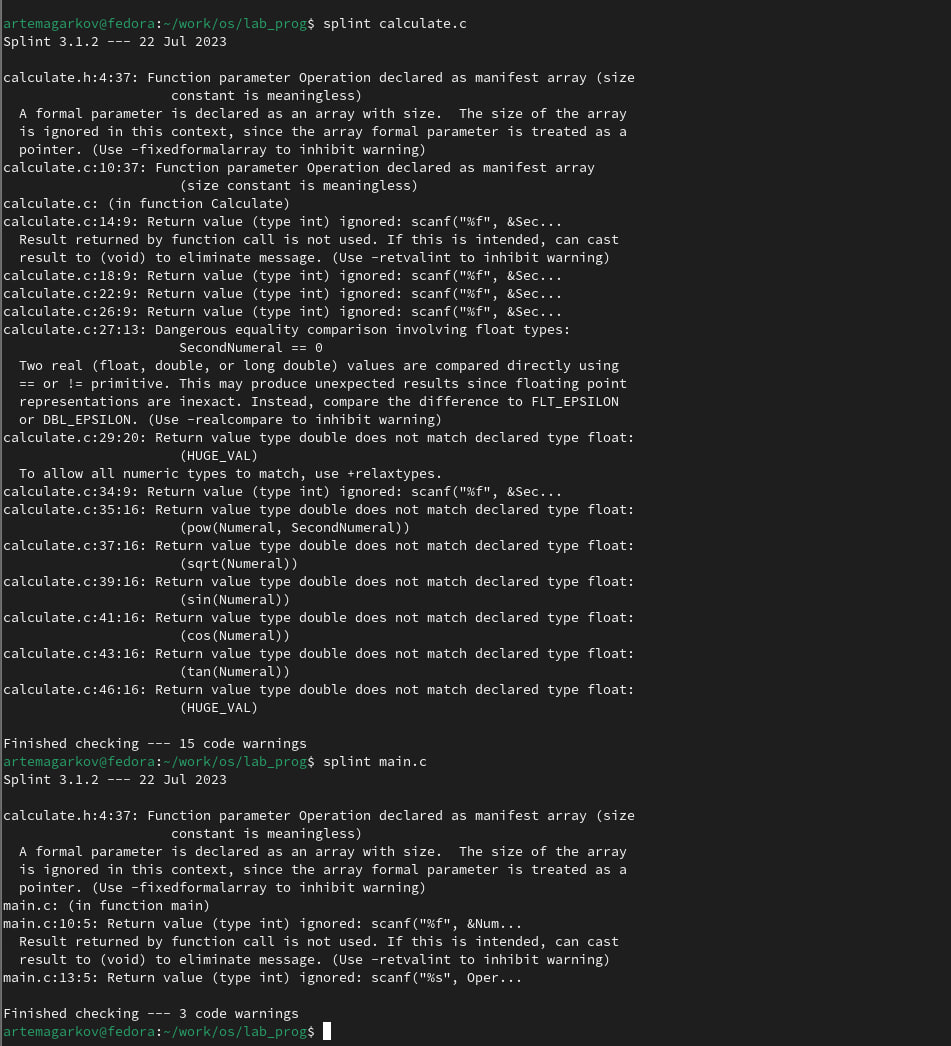 artemagarkov@fedora:~/work/os/lab_prog$ splint calculate.c
Splint 3.1.2 --- 22 Jul 2023

calculate.h:4:37: Function parameter Operation declared as manifest array (size
                     constant is meaningless)
  A formal parameter is declared as an array with size.  The size of the array
  is ignored in this context, since the array formal parameter is treated as a
  pointer. (Use -fixedformalarray to inhibit warning)
calculate.c:10:37: Function parameter Operation declared as manifest array
                      (size constant is meaningless)
calculate.c: (in function Calculate)
calculate.c:14:9: Return value (type int) ignored: scanf("%f", &Sec...
  Result returned by function call is not used. If this is intended, can cast
  result to (void) to eliminate message. (Use -retvalint to inhibit warning)
calculate.c:18:9: Return value (type int) ignored: scanf("%f", &Sec...
calculate.c:22:9: Return value (type int) ignored: scanf("%f", &Sec...
calculate.c:26:9: Return value (type int) ignored: scanf("%f", &Sec...
calculate.c:27:13: Dangerous equality comparison involving float types:
                      SecondNumeral == 0
  Two real (float, double, or long double) values are compared directly using
  == or != primitive. This may produce unexpected results since floating point
  representations are inexact. Instead, compare the difference to FLT_EPSILON
  or DBL_EPSILON. (Use -realcompare to inhibit warning)
calculate.c:29:20: Return value type double does not match declared type float:
                      (HUGE_VAL)
  To allow all numeric types to match, use +relaxtypes.
calculate.c:34:9: Return value (type int) ignored: scanf("%f", &Sec...
calculate.c:35:16: Return value type double does not match declared type float:
                      (pow(Numeral, SecondNumeral))
calculate.c:37:16: Return value type double does not match declared type float:
                      (sqrt(Numeral))
calculate.c:39:16: Return value type double does not match declared type float:
                      (sin(Numeral))
calculate.c:41:16: Return value type double does not match declared type float:
                      (cos(Numeral))
calculate.c:43:16: Return value type double does not match declared type float:
                      (tan(Numeral))
calculate.c:46:16: Return value type double does not match declared type float:
                      (HUGE_VAL)

Finished checking --- 15 code warnings
artemagarkov@fedora:~/work/os/lab_prog$ splint main.c
Splint 3.1.2 --- 22 Jul 2023

calculate.h:4:37: Function parameter Operation declared as manifest array (size
                     constant is meaningless)
  A formal parameter is declared as an array with size.  The size of the array
  is ignored in this context, since the array formal parameter is treated as a
  pointer. (Use -fixedformalarray to inhibit warning)
main.c: (in function main)
main.c:10:5: Return value (type int) ignored: scanf("%f", &Num...
  Result returned by function call is not used. If this is intended, can cast
  result to (void) to eliminate message. (Use -retvalint to inhibit warning)
main.c:13:5: Return value (type int) ignored: scanf("%s", Oper...

Finished checking --- 3 code warnings
artemagarkov@fedora:~/work/os/lab_prog$